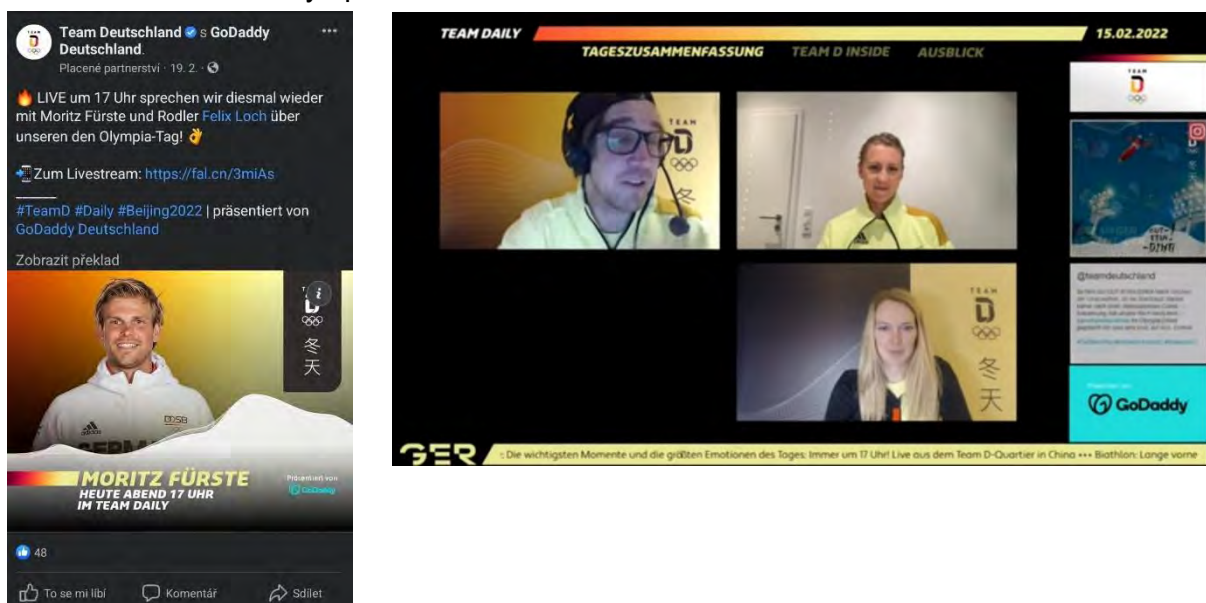 Team Deutschland s GoDaddy
Deutschland.
Placené partnerství · 19. 2. ·
LIVE um 17 Uhr sprechen wir diesmal wieder
mit Moritz Fürste und Rodler Felix Loch über
unseren den Olympia-Tag!
Zum Livestream: https://fal.cn/3miAs
#TeamD #Daily #Beijing2022 | präsentiert von
GoDaddy Deutschland
Zobrazit překlad
TEAM
D
冬
天
DOSB
adidas
GERM
MORITZ FÜRSTE
HEUTE ABEND 17 UHR
IM TEAM DAILY
Präsentiert von
GoDaddy
48
To se mi líbí
Komentář
Sdílet
TEAM DAILY
15.02.2022
TAGESZUSAMMENFASSUNG TEAM D INSIDE AUSBLICK
TEAM
D
TEAM
D
冬
@teamdeutschland
TEAM
D
冬
天
GoDaddy
GER
: Die wichtigsten Momente und die größten Emotionen des Tages: Immer um 17 Uhr! Live aus dem Team D-Quartier in China ••• Biathlon: Lange vorne